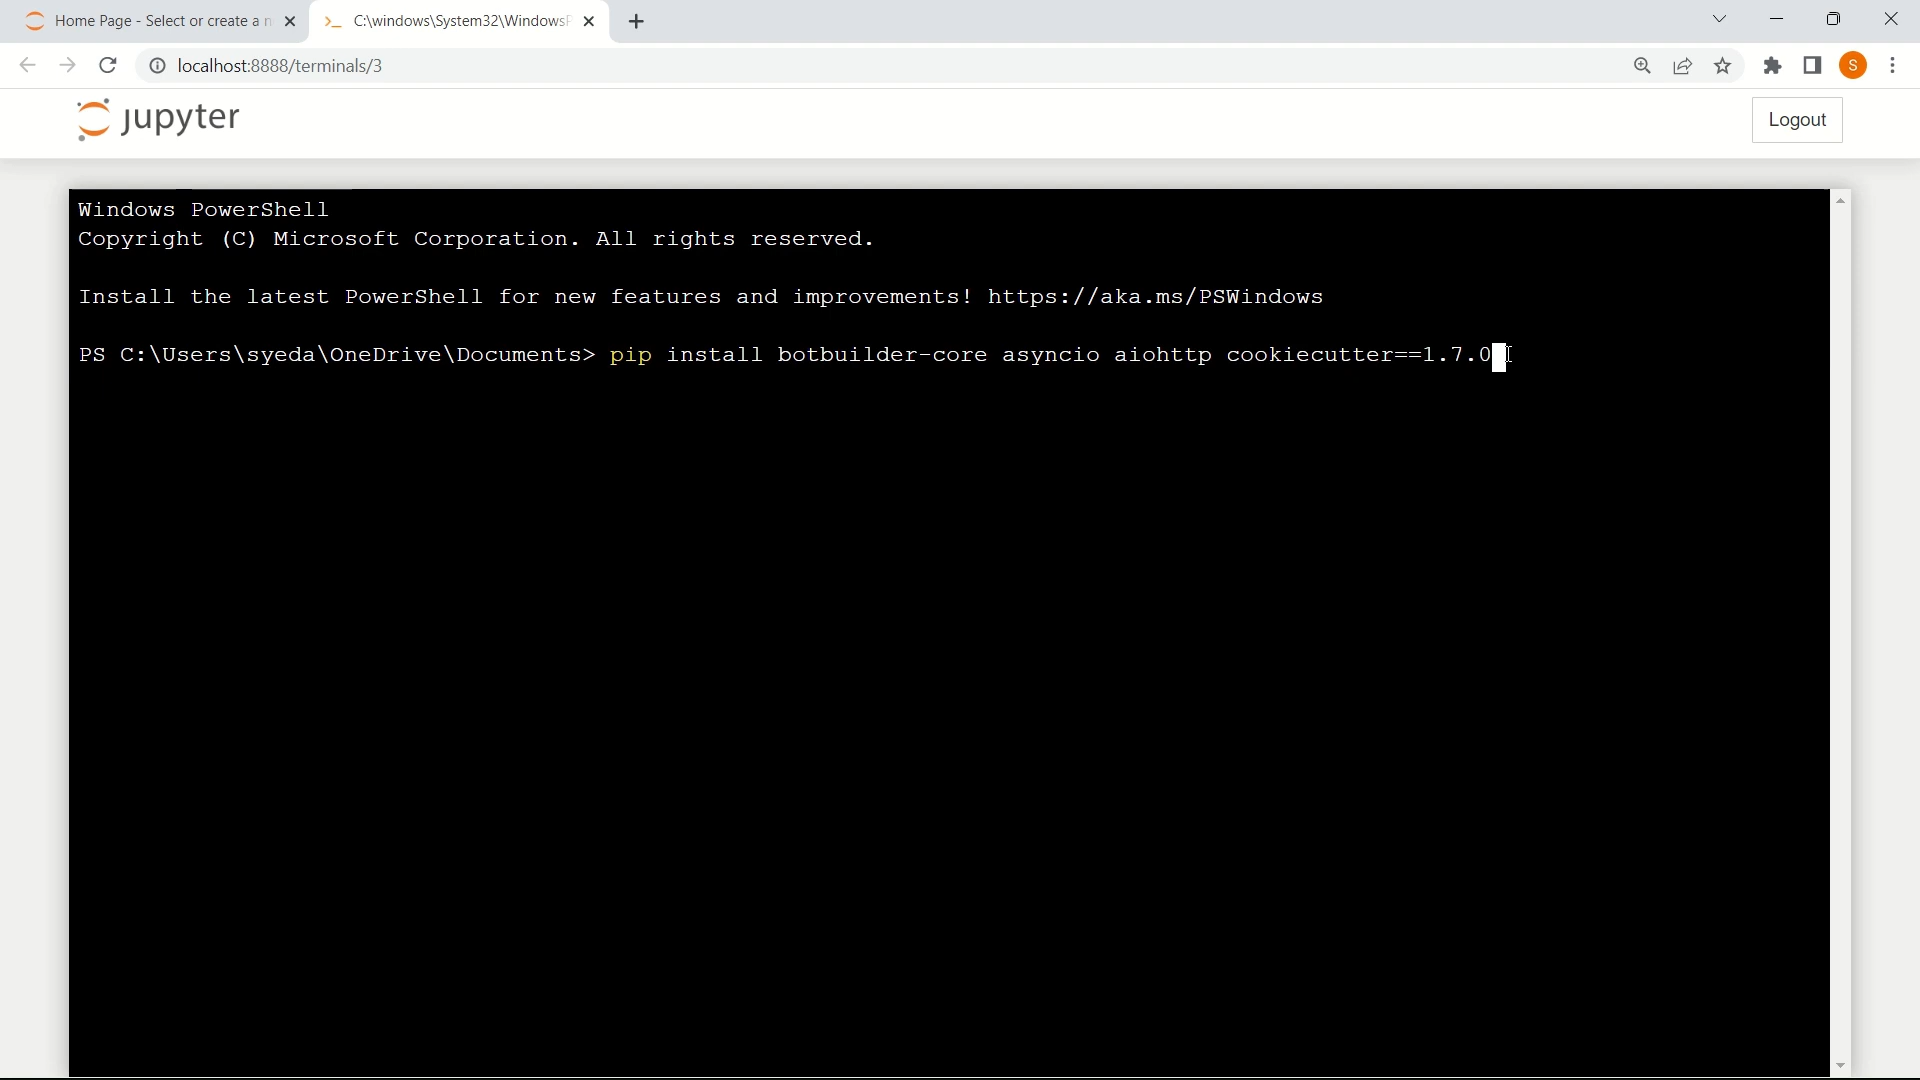 Home Page - Select or create a n
C:\windows\System32\WindowsP
localhost:8888/terminals/3
S
jupyter
Logout
Windows PowerShell
Copyright (C) Microsoft Corporation. All rights reserved.
Install the latest PowerShell for new features and improvements! https://aka.ms/PSWindows
PS C:\Users\syeda\OneDrive\Documents> pip install botbuilder-core asyncio aiohttp cookiecutter==1.7.0